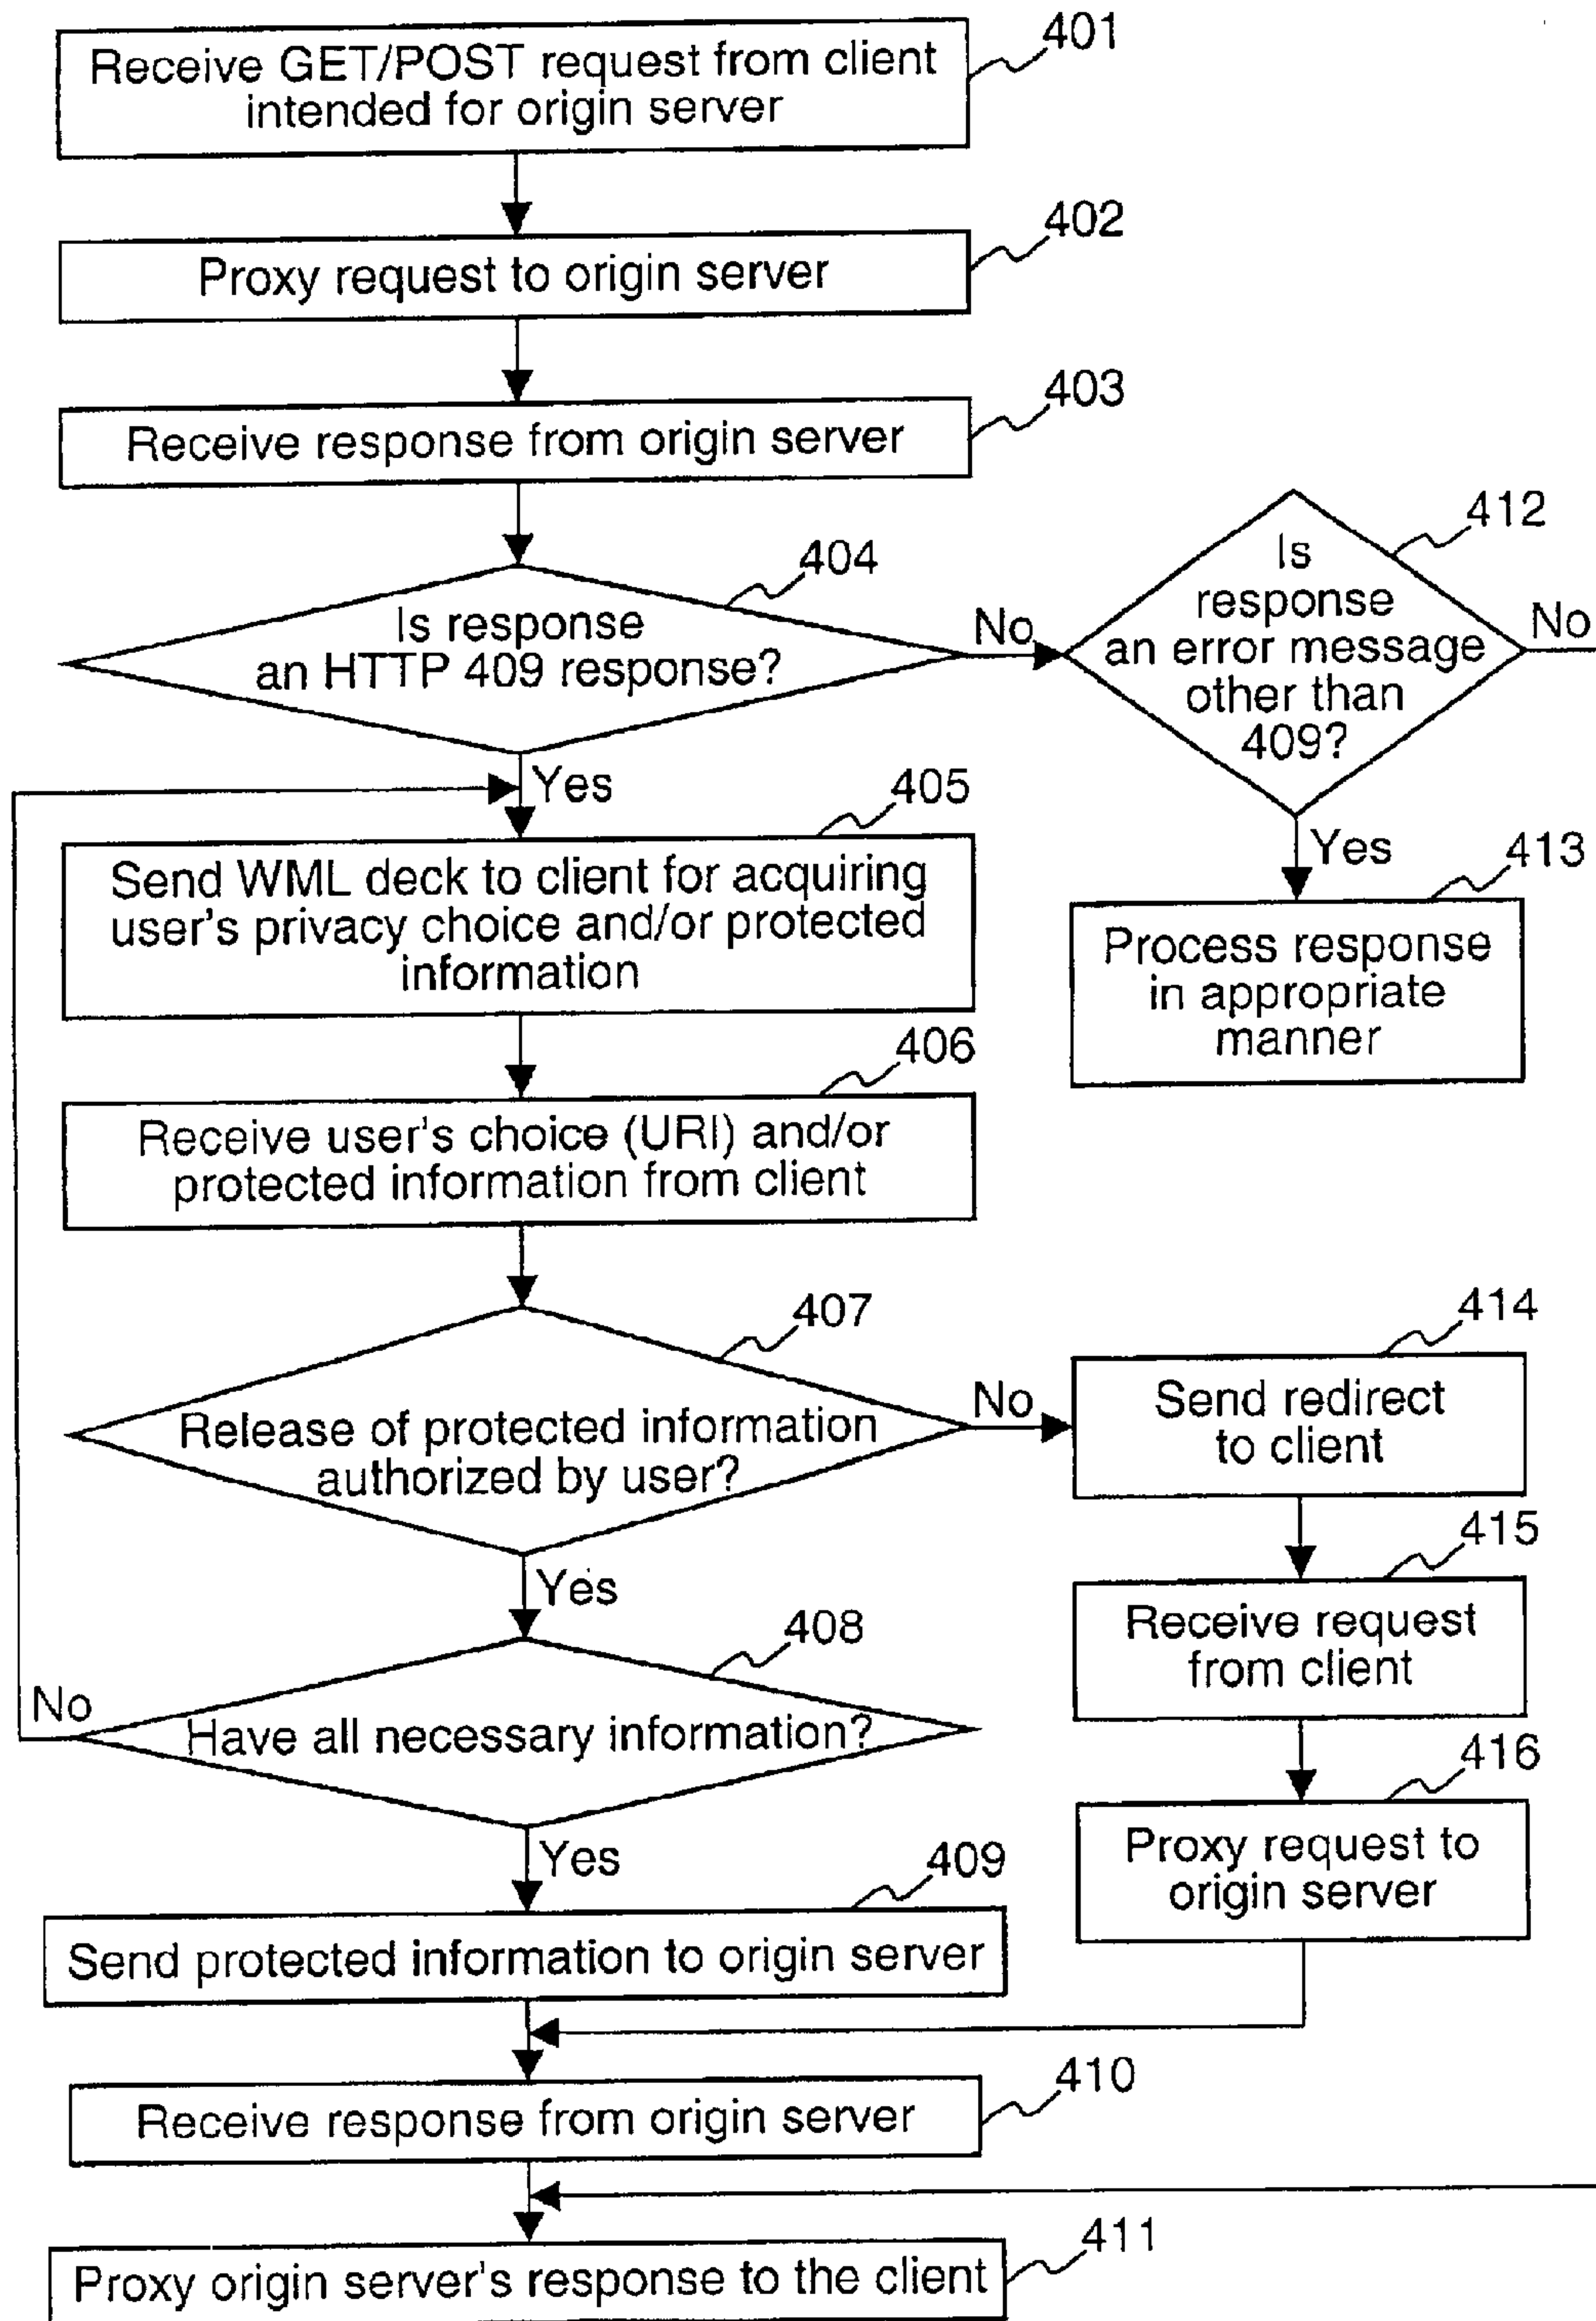 401
Receive GET/POST request from client
intended for origin server
402
Proxy request to origin server
403
Receive response from origin server
404
Is response
an HTTP 409 response?
No
412
Is
response
an error message
other than
409?
No
Yes
405
Send WML deck to client for acquiring
user's privacy choice and/or protected
information
Yes
413
Process response
in appropriate
manner
406
Receive user's choice (URI) and/or
protected information from client
407
Release of protected information
authorized by user?
No
414
Send redirect
to client
Yes
415
Receive request
from client
408
Have all necessary information?
No
416
Proxy request to
origin server
Yes
409
Send protected information to origin server
410
Receive response from origin server
411
Proxy origin server's response to the client